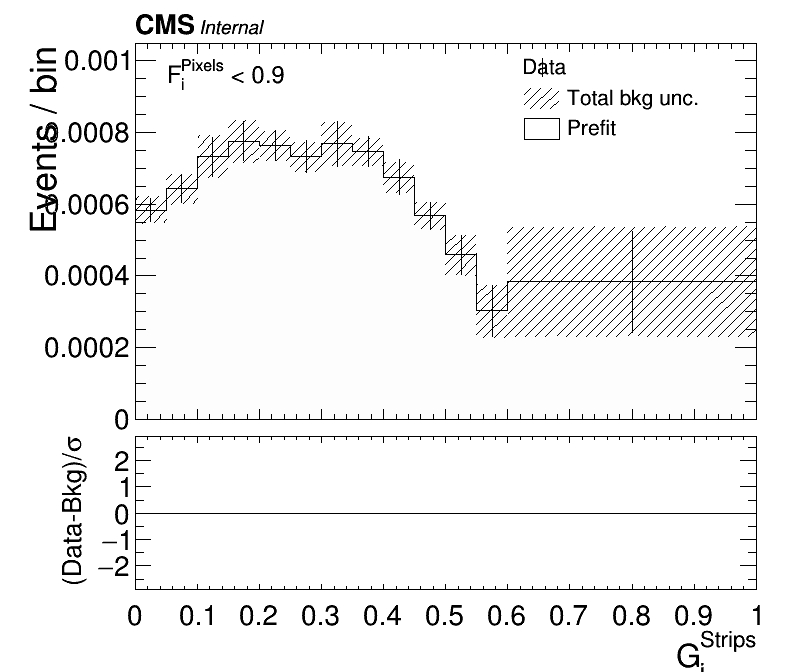 CMS Internal
Events / bin
0.001
0.0008
0.0006
0.0004
0.0002
0
F_i^Pixels < 0.9
Data
Total bkg unc.
Prefit
(Data-Bkg)/σ
2
1
0
−1
−2
0 0.1 0.2 0.3 0.4 0.5 0.6 0.7 0.8 0.9 1
G_i^Strips